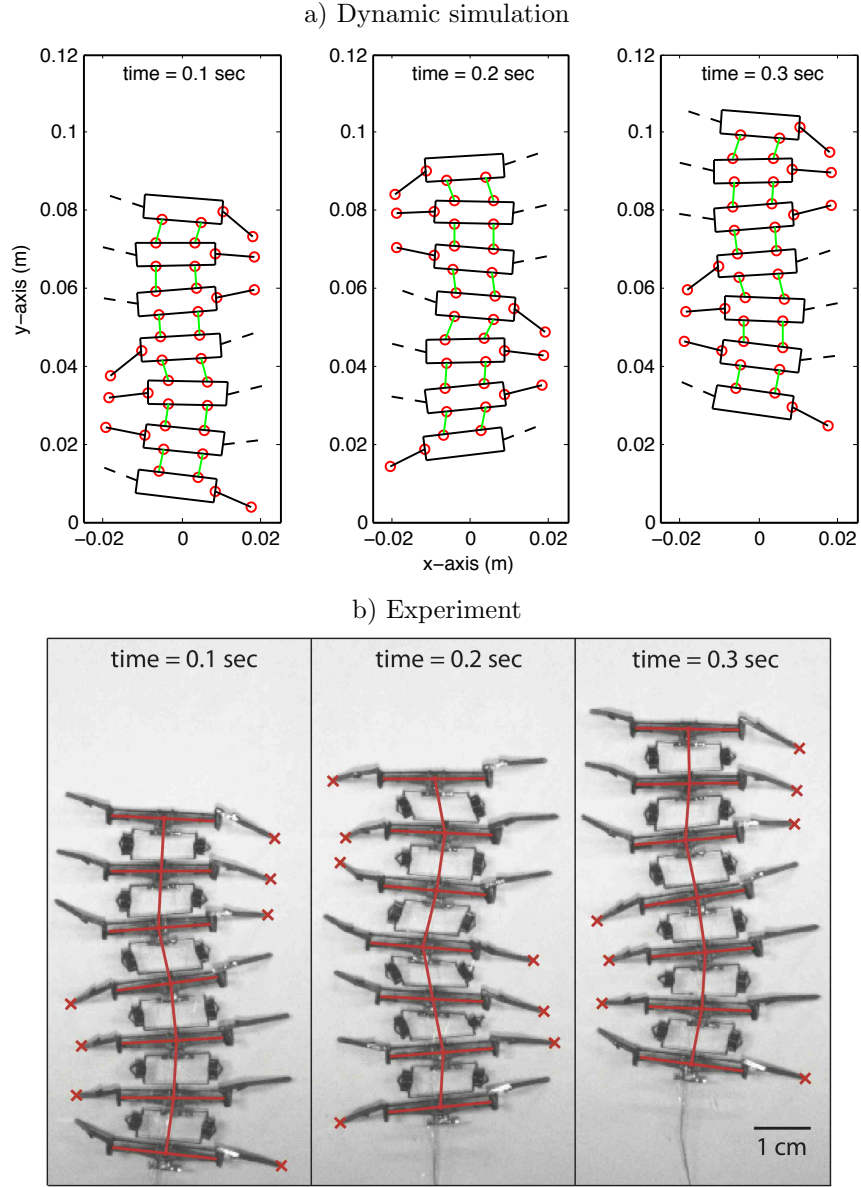 a) Dynamic simulation
time = 0.1 sec
time = 0.2 sec
time = 0.3 sec
0.12
0.1
0.08
0.06
0.04
0.02
0
y−axis (m)
−0.02 0 0.02
0.12
0.1
0.08
0.06
0.04
0.02
0
−0.02 0 0.02
x−axis (m)
0.12
0.1
0.08
0.06
0.04
0.02
0
−0.02 0 0.02
b) Experiment
time = 0.1 sec
time = 0.2 sec
time = 0.3 sec
1 cm